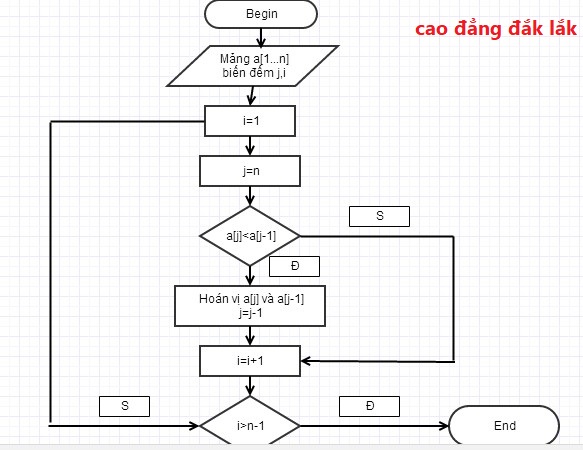 Begin
cao đẳng đắk lắk
Mảng a[1...n]
biến đếm j,i
i=1
j=n
S
a[j]<a[j-1]
Đ
Hoán vị a[j] và a[j-1]
j=j-1
i=i+1
S
Đ
i>n-1
End